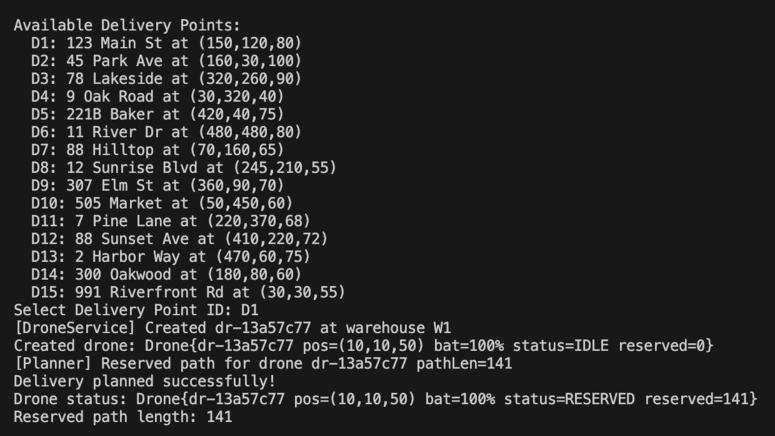 Available Delivery Points:
  D1: 123 Main St at (150,120,80)
  D2: 45 Park Ave at (160,30,100)
  D3: 78 Lakeside at (320,260,90)
  D4: 9 Oak Road at (30,320,40)
  D5: 221B Baker at (420,40,75)
  D6: 11 River Dr at (480,480,80)
  D7: 88 Hilltop at (70,160,65)
  D8: 12 Sunrise Blvd at (245,210,55)
  D9: 307 Elm St at (360,90,70)
  D10: 505 Market at (50,450,60)
  D11: 7 Pine Lane at (220,370,68)
  D12: 88 Sunset Ave at (410,220,72)
  D13: 2 Harbor Way at (470,60,75)
  D14: 300 Oakwood at (180,80,60)
  D15: 991 Riverfront Rd at (30,30,55)
Select Delivery Point ID: D1
[DroneService] Created dr-13a57c77 at warehouse W1
Created drone: Drone{dr-13a57c77 pos=(10,10,50) bat=100% status=IDLE reserved=0}
[Planner] Reserved path for drone dr-13a57c77 pathLen=141
Delivery planned successfully!
Drone status: Drone{dr-13a57c77 pos=(10,10,50) bat=100% status=RESERVED reserved=141}
Reserved path length: 141